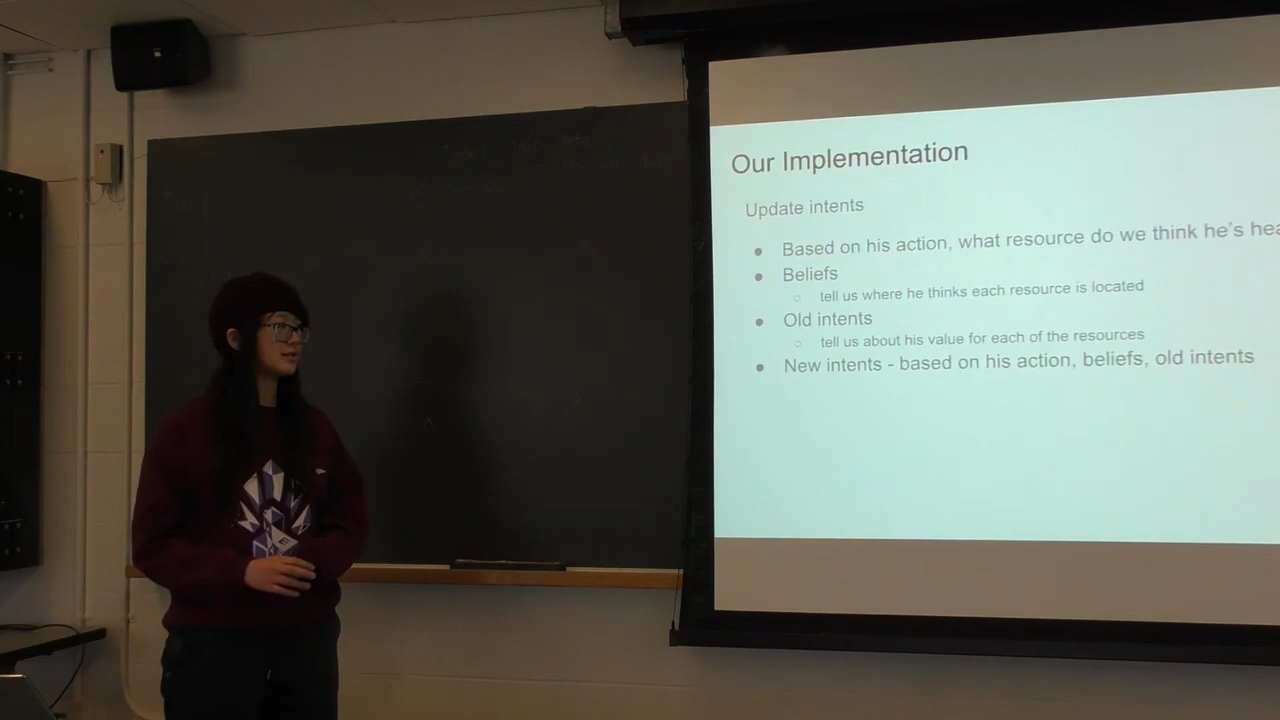 Our Implementation
Update intents
● Based on his action, what resource do we think he's hea
● Beliefs
○ tell us where he thinks each resource is located
● Old intents
○ tell us about his value for each of the resources
● New intents - based on his action, beliefs, old intents